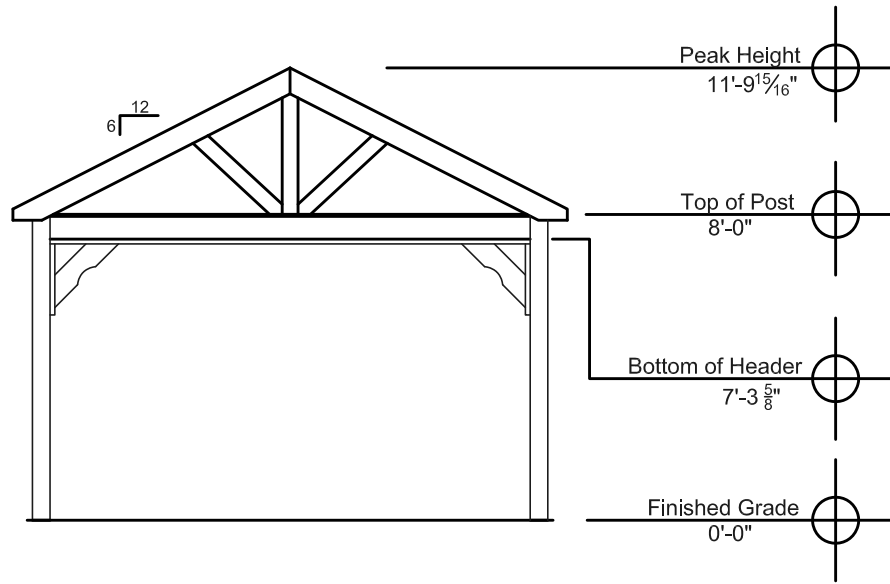 Peak Height
11'-9 15/16"
12
6
Top of Post
8'-0"
Bottom of Header
7'-3 5/8"
Finished Grade
0'-0"